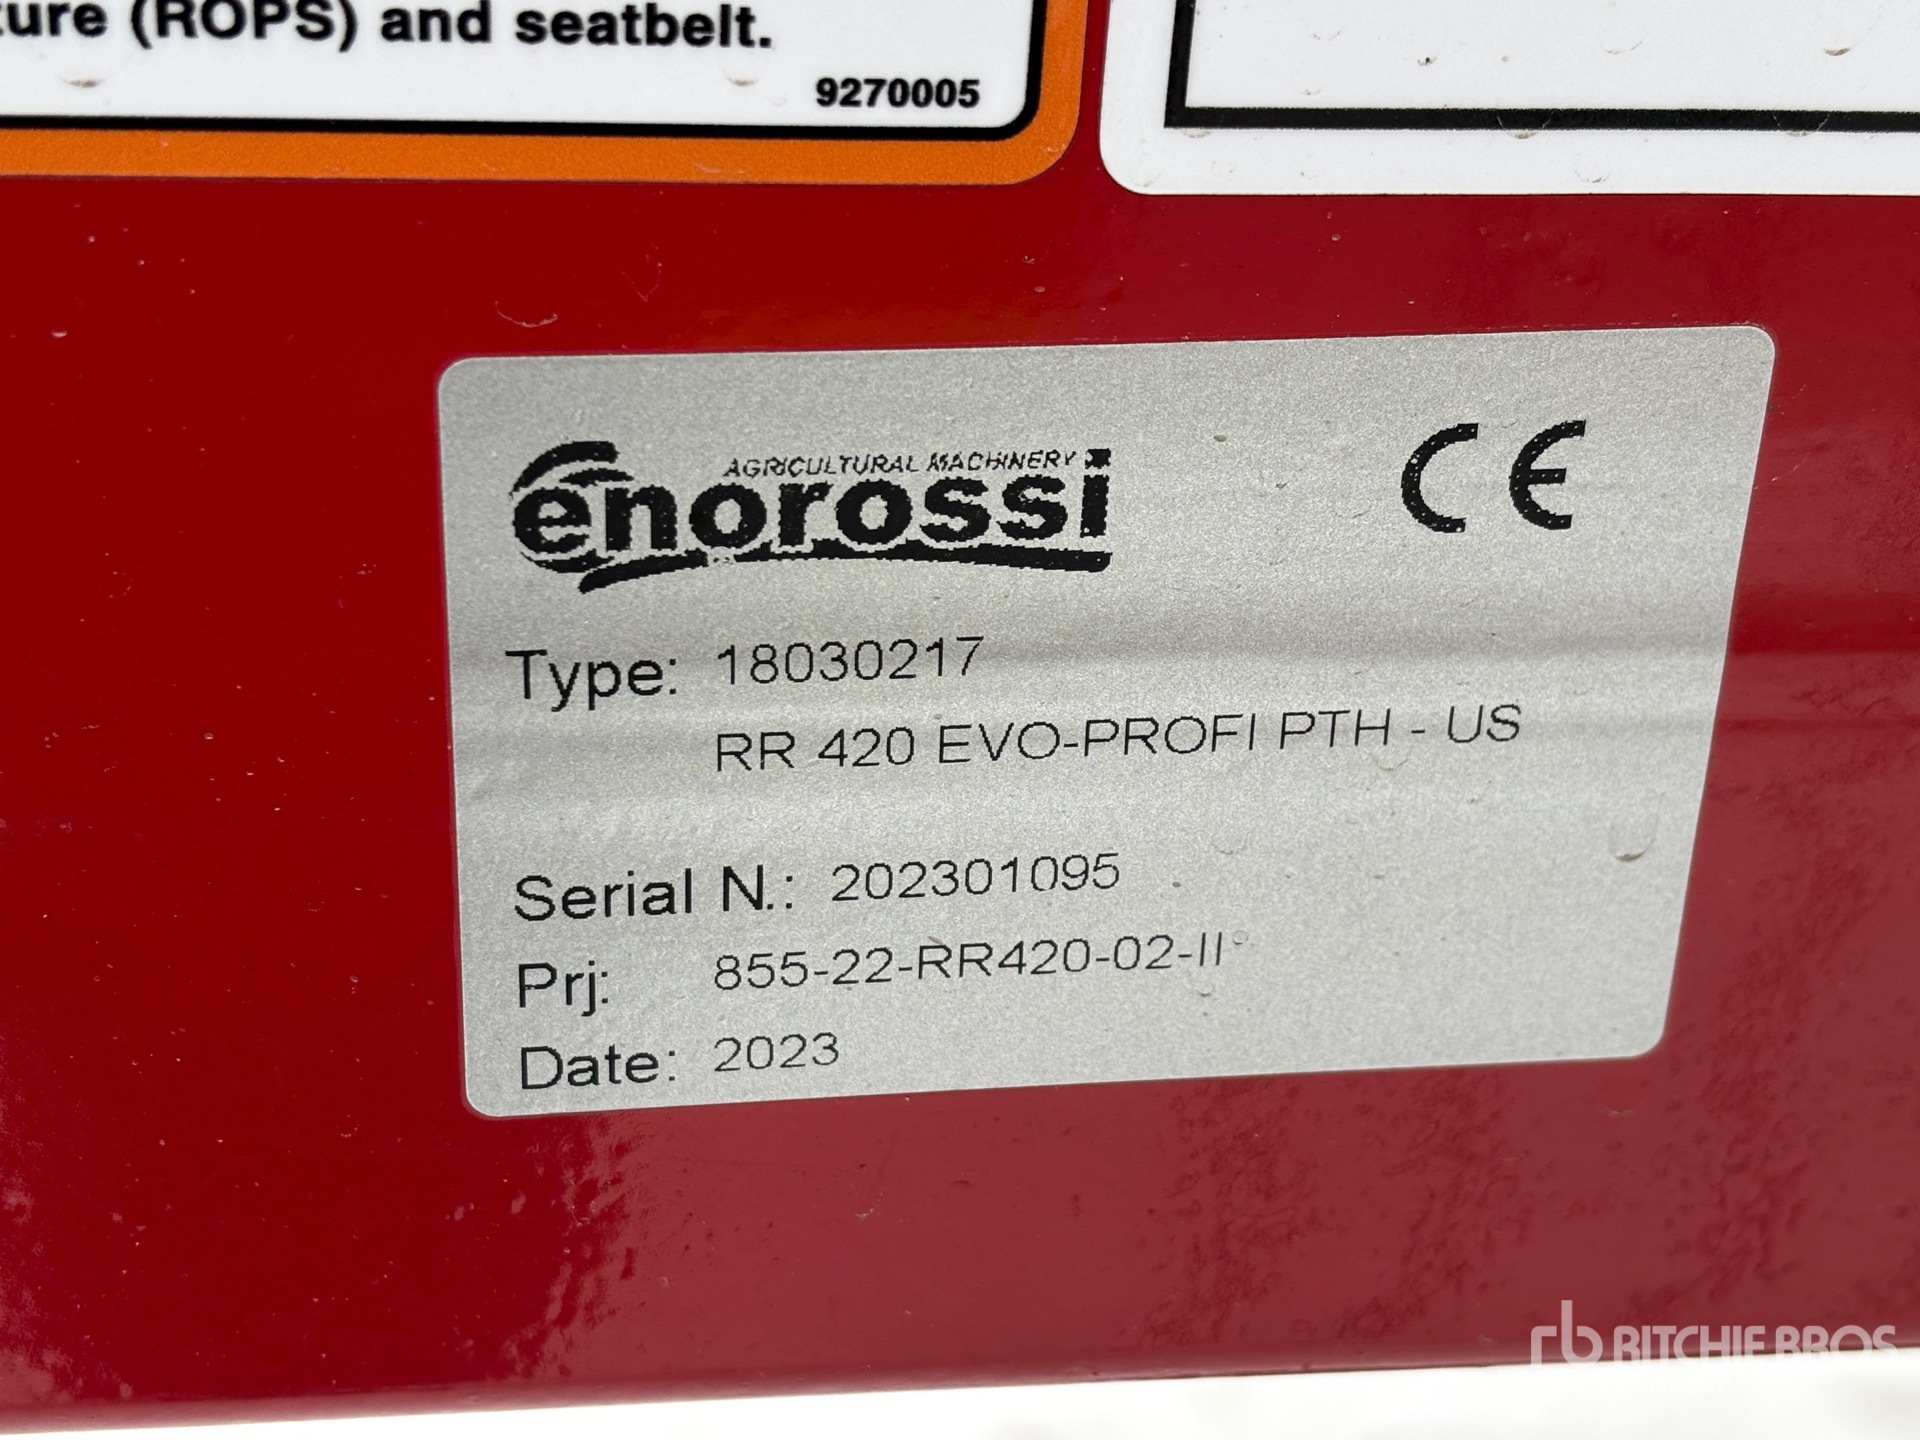 ture (ROPS) and seatbelt.
9270005
AGRICULTURAL MACHINERY
enorossi
CE
Type: 18030217
RR 420 EVO-PROFI PTH - US
Serial N.: 202301095
Prj: 855-22-RR420-02-II°
Date: 2023
rb RITCHIE BROS